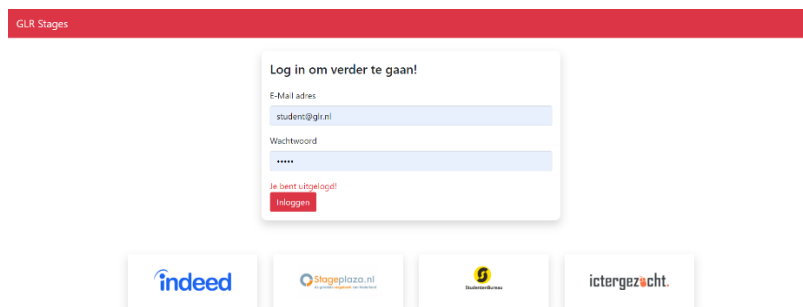 GLR Stages
Log in om verder te gaan!
E-Mail adres
student@glr.nl
Wachtwoord
•••••
Je bent uitgelogd!
Inloggen
indeed
Stageplaza.nl
StudentenBureau
ictergezocht.